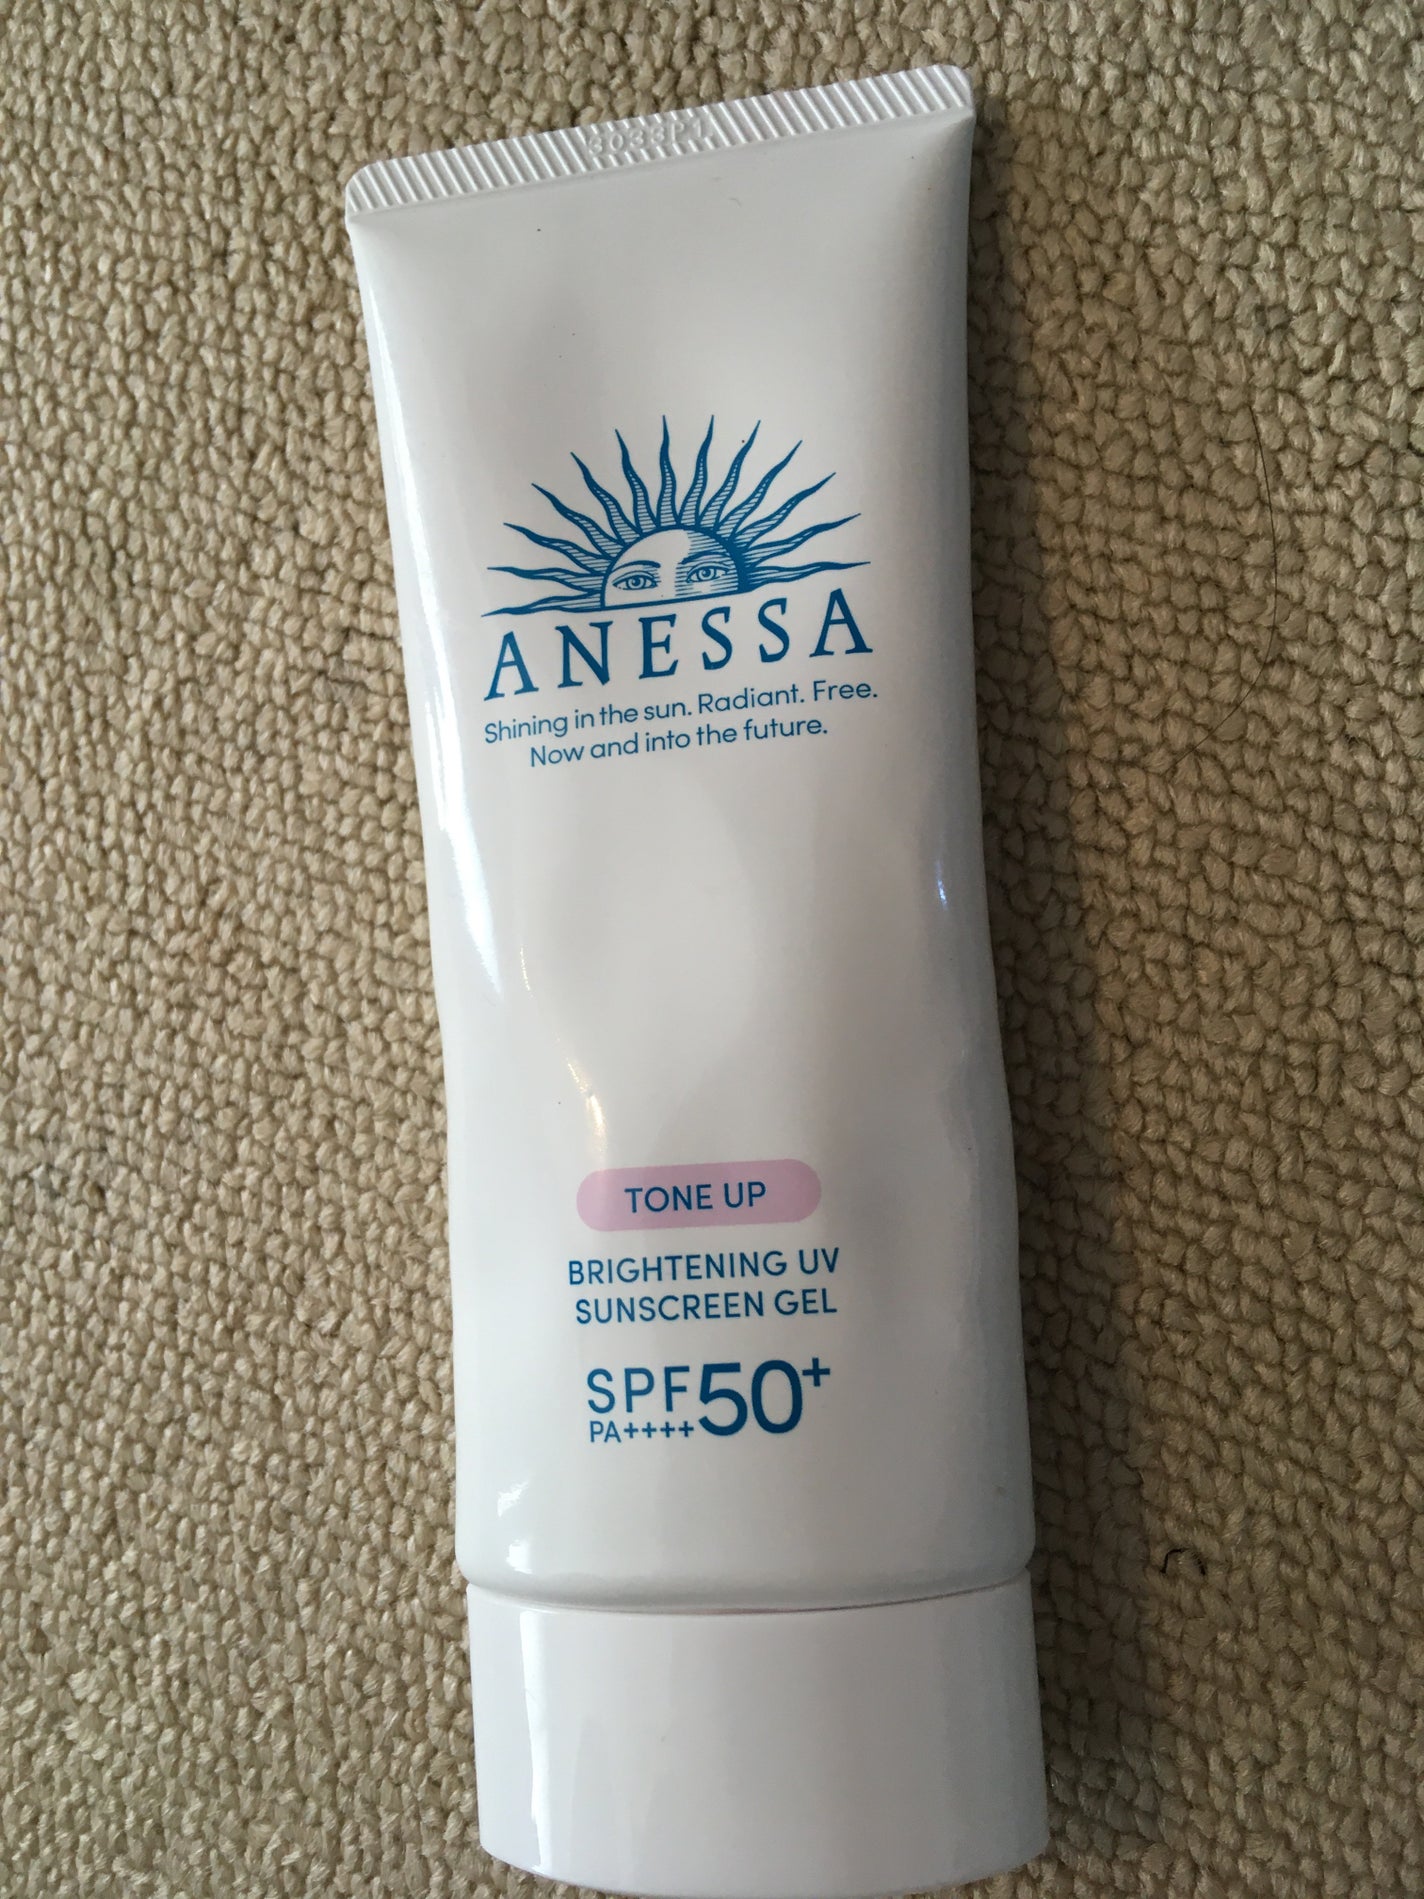 3033P1
ANESSA
Shining in the sun. Radiant. Free.
Now and into the future.
TONE UP
BRIGHTENING UV
SUNSCREEN GEL
SPF50+
PA++++